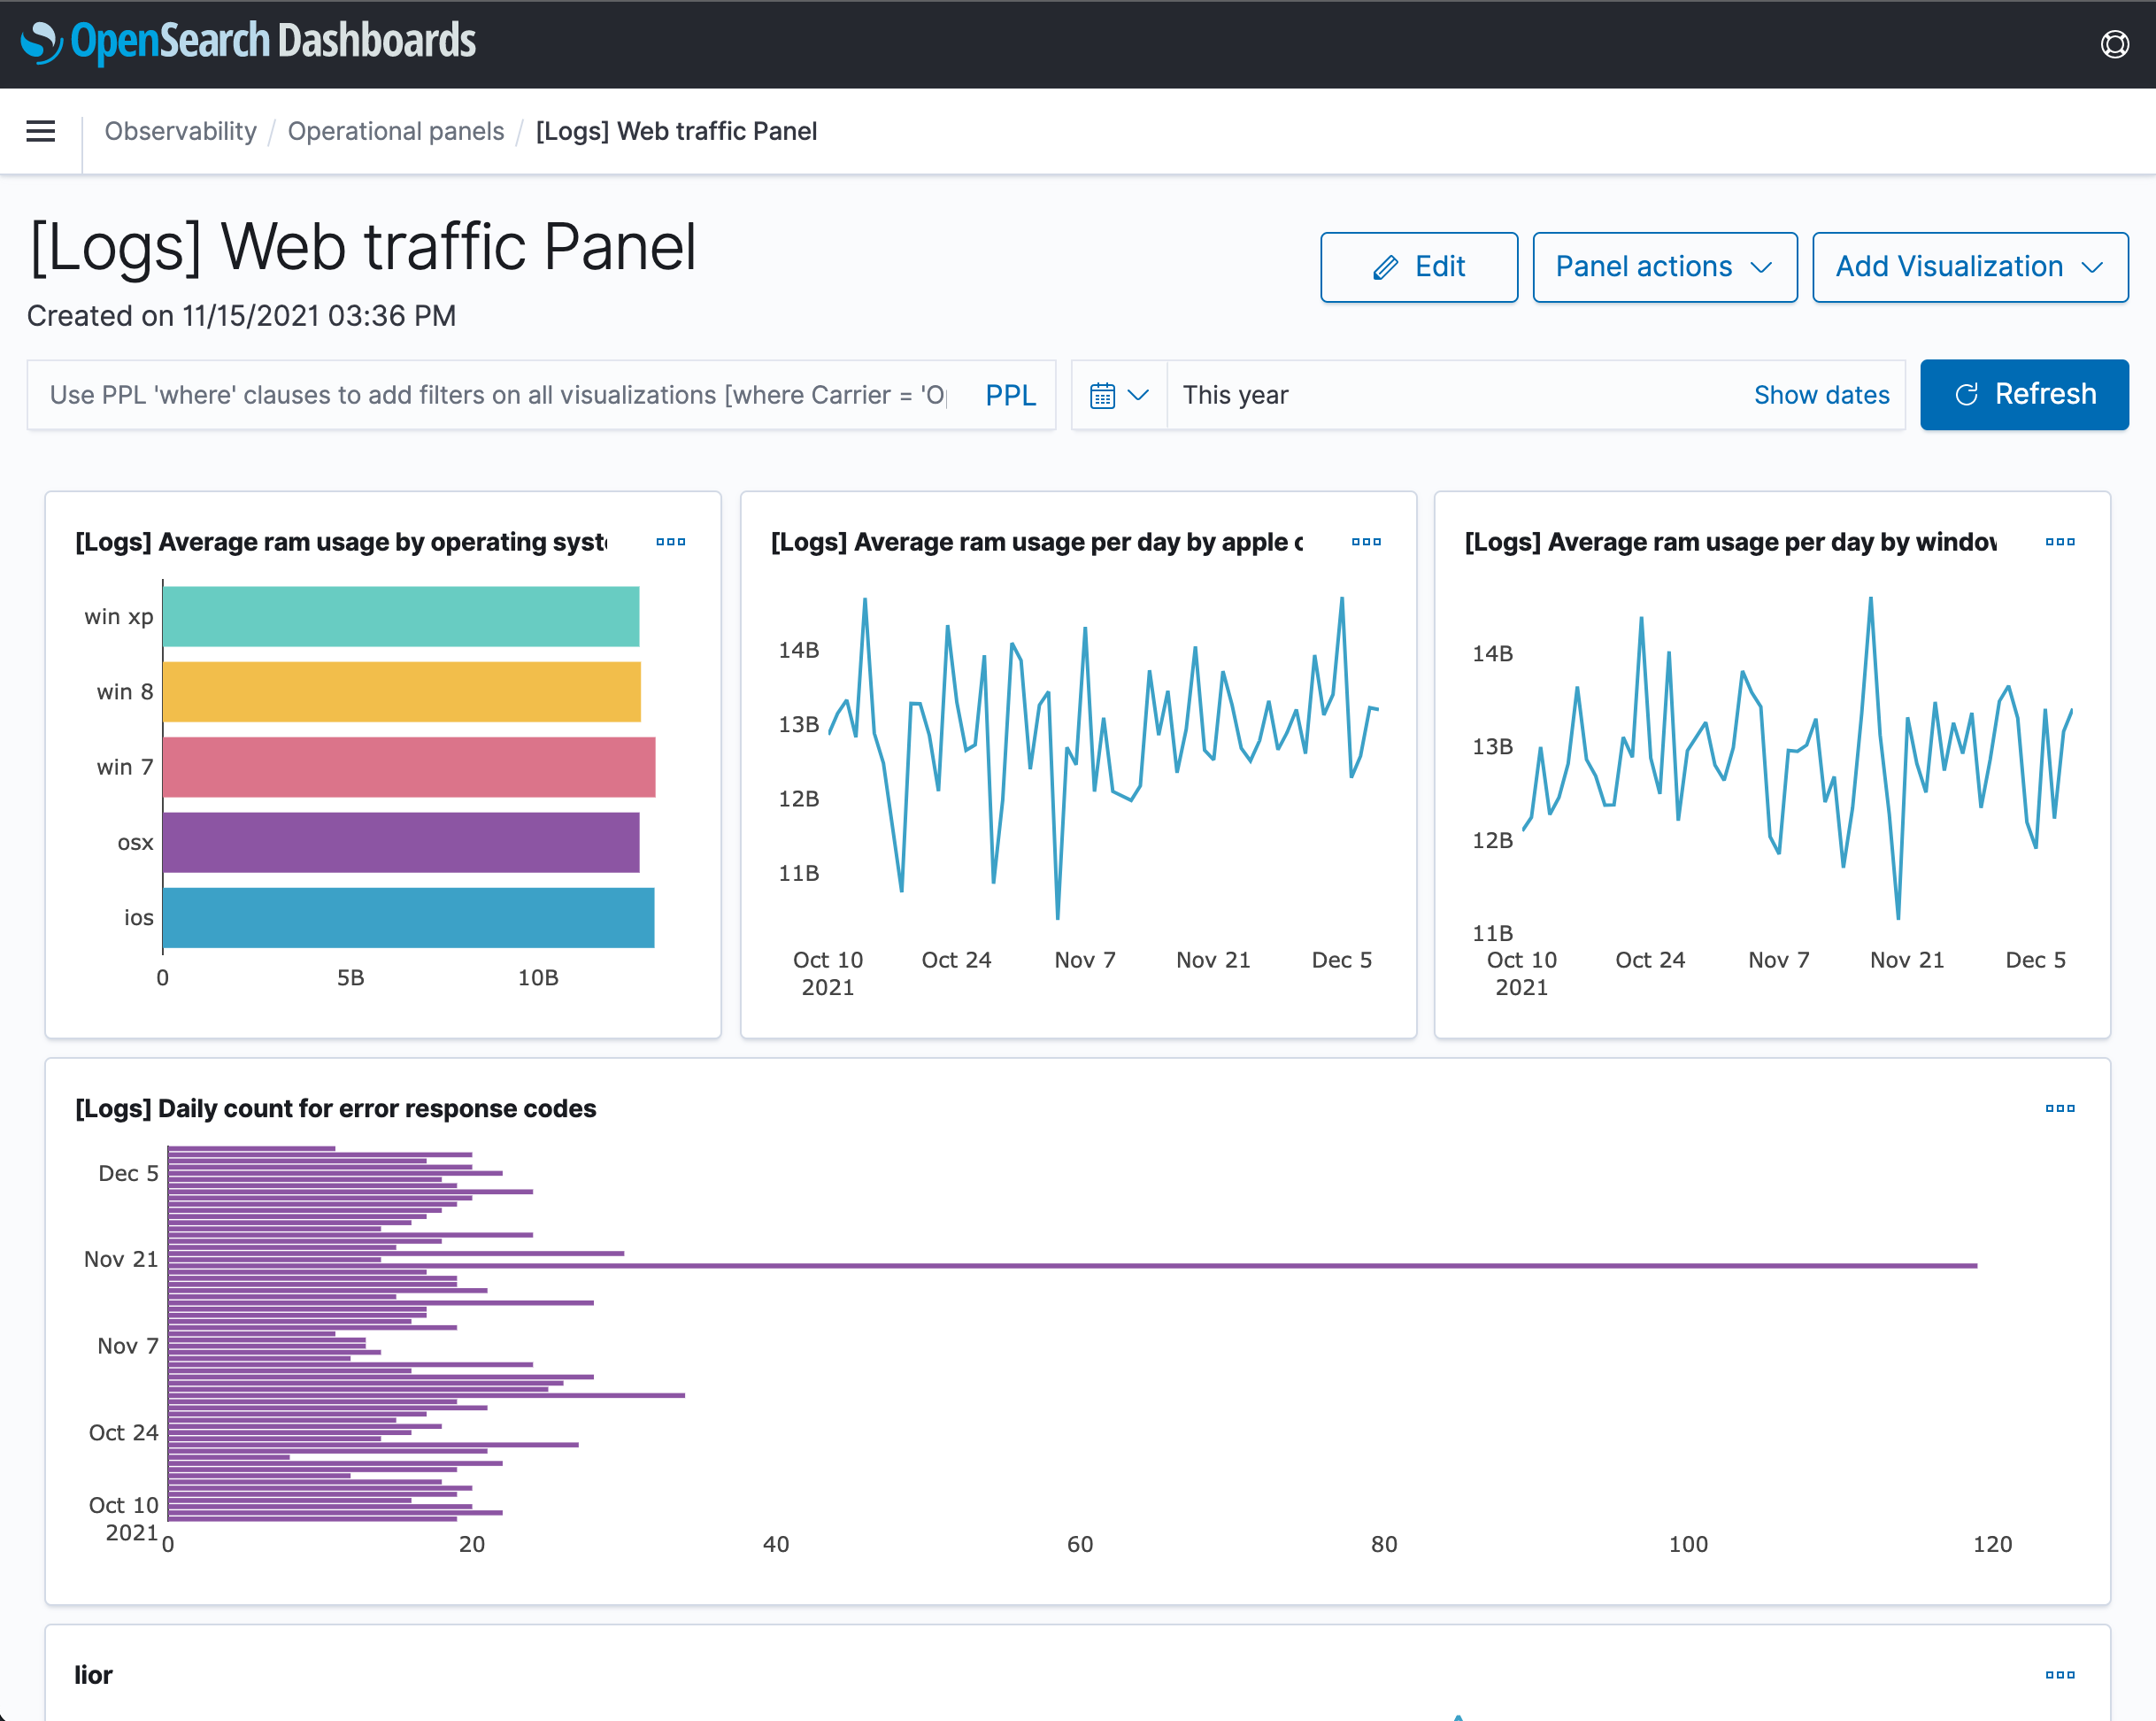 OpenSearch Dashboards
Observability / Operational panels / [Logs] Web traffic Panel
[Logs] Web traffic Panel
Edit
Panel actions
Add Visualization
Created on 11/15/2021 03:36 PM
Use PPL 'where' clauses to add filters on all visualizations [where Carrier = 'O
PPL
This year
Show dates
Refresh
[Logs] Average ram usage by operating syst
win xp
win 8
win 7
osx
ios
0 5B 10B
[Logs] Average ram usage per day by apple
14B
13B
12B
11B
Oct 10 Oct 24 Nov 7 Nov 21 Dec 5
2021
[Logs] Average ram usage per day by windo
14B
13B
12B
11B
Oct 10 Oct 24 Nov 7 Nov 21 Dec 5
2021
[Logs] Daily count for error response codes
Dec 5
Nov 21
Nov 7
Oct 24
Oct 10
2021
0 20 40 60 80 100 120
lior